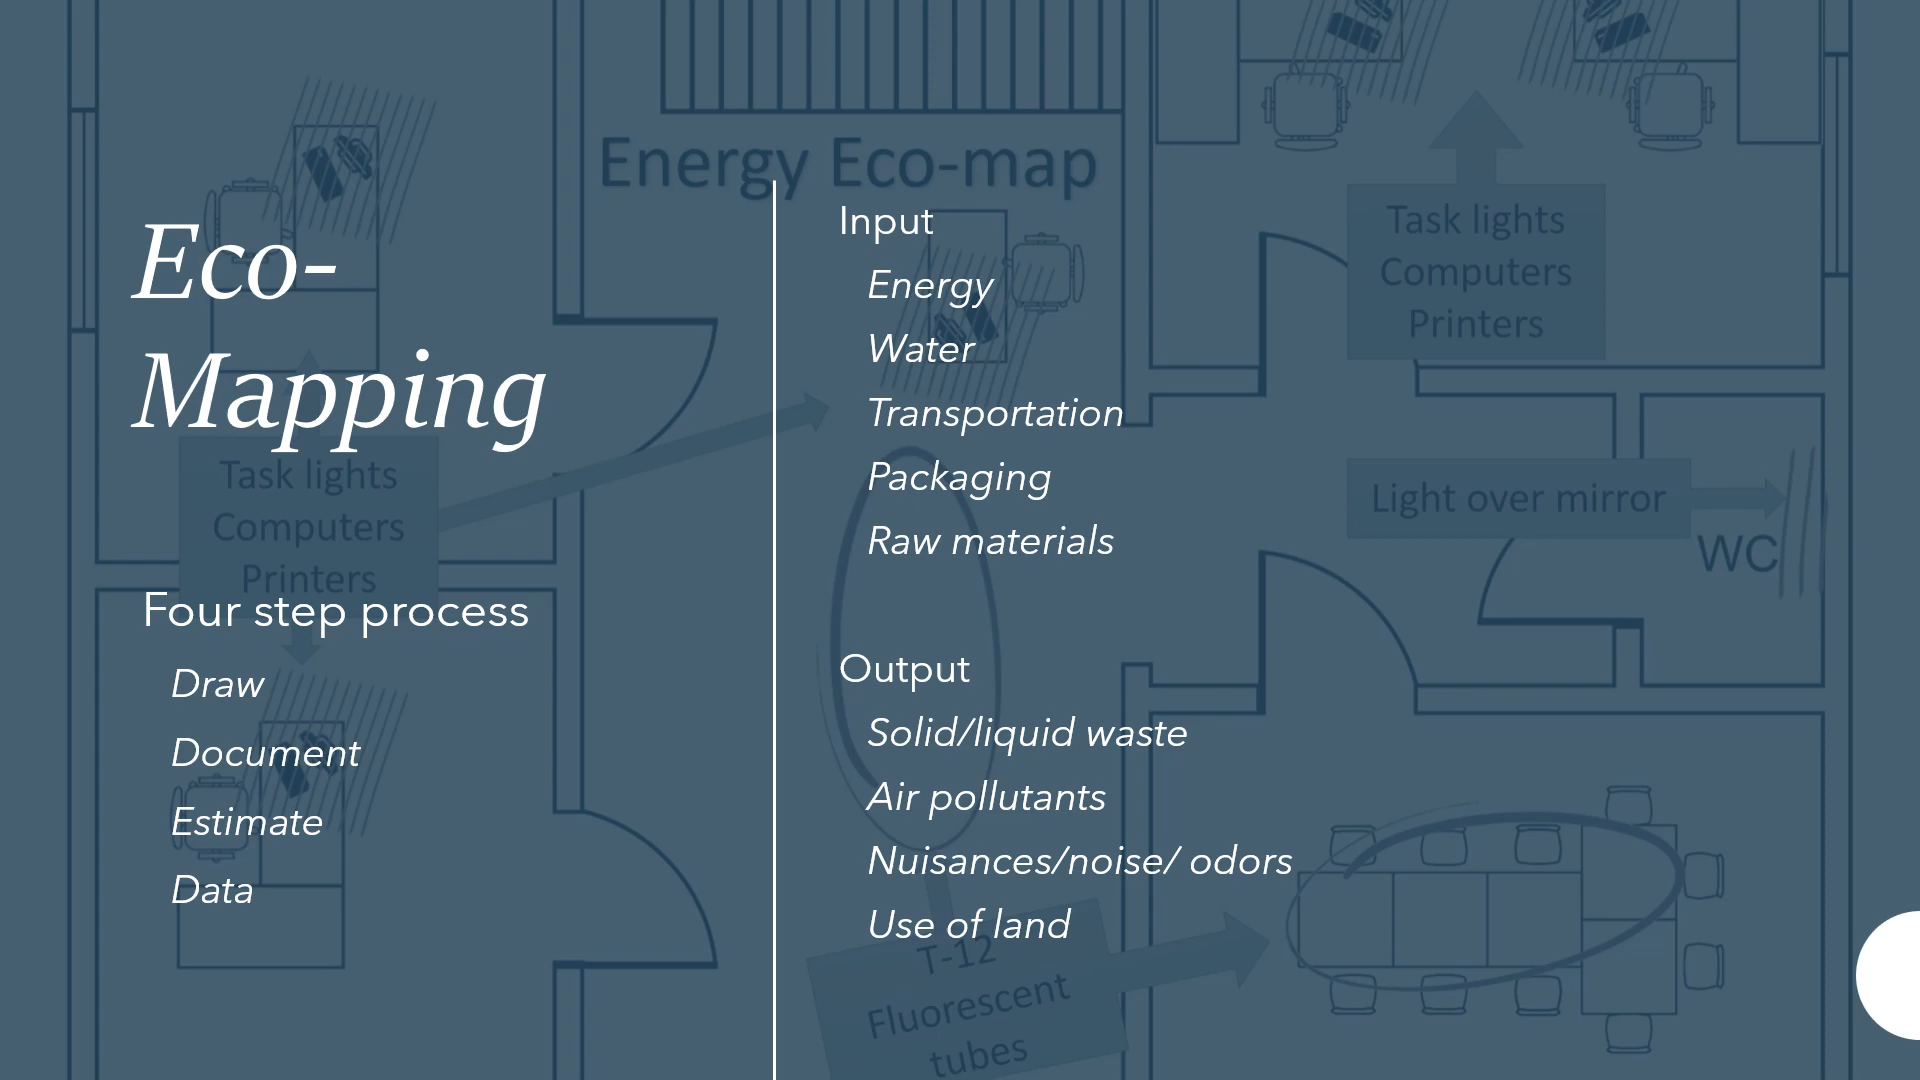 Eco-
Mapping
Four step process
Draw
Document
Estimate
Data
Input
Energy
Water
Transportation
Packaging
Raw materials
Output
Solid/liquid waste
Air pollutants
Nuisances/noise/ odors
Use of land
Energy Eco-map
Task lights
Computers
Printers
Task lights
Computers
Printers
Light over mirror
WC
T-12
Fluorescent
tubes